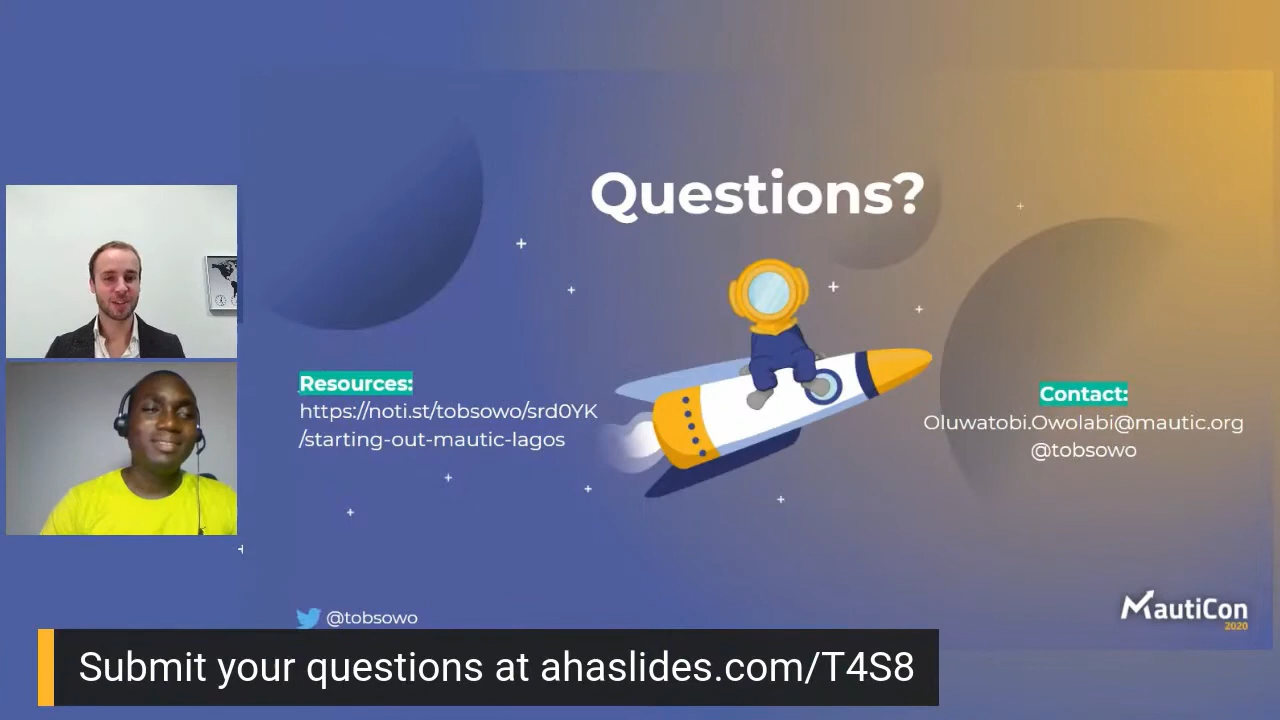 Questions?
Resources:
https://noti.st/tobsowo/srd0YK
/starting-out-mautic-lagos
Contact:
Oluwatobi.Owolabi@mautic.org
@tobsowo
@tobsowo
MautiCon
2020
Submit your questions at ahaslides.com/T4S8